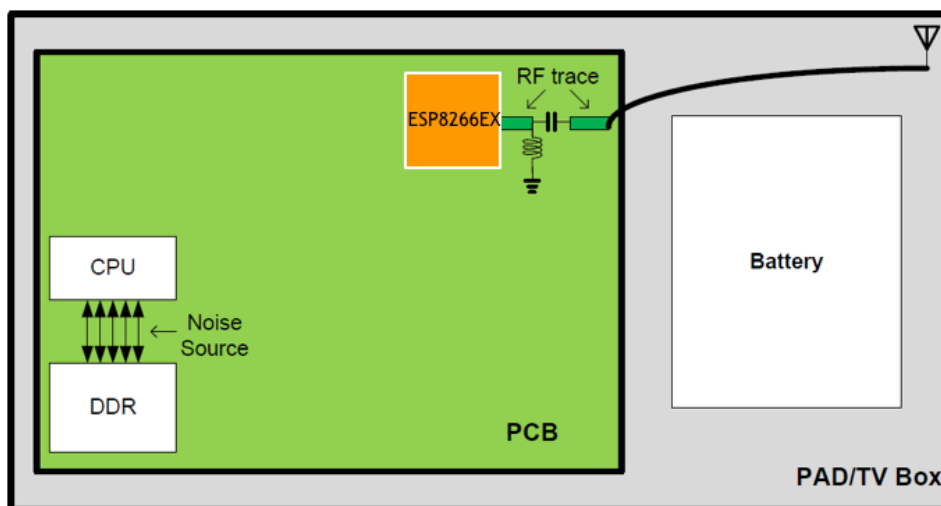 RF trace
ESP8266EX
CPU
Noise
Source
DDR
Battery
PCB
PAD/TV Box